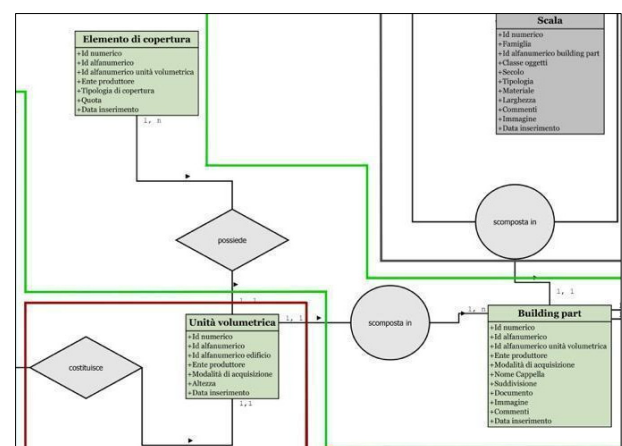 Elemento di copertura
+Id numerico
+Id alfanumerico
+Id alfanumerico unità volumetrica
+Ente produttore
+Tipologia di copertura
+Quota
+Data inserimento
1, n
Scala
+Id numerico
+Famiglia
+Id alfanumerico building part
+Classe oggetti
+Secolo
+Tipologia
+Materiale
+Larghezza
+Commenti
+Immagine
+Data inserimento
scomposta in
possiede
1, 1
1, 1
Unità volumetrica
+Id numerico
+Id alfanumerico
+Id alfanumerico edificio
+Ente produttore
+Modalità di acquisizione
+Altezza
+Data inserimento
1, 1
1,1
scomposta in
1, n
Building part
+Id numerico
+Id alfanumerico
+Id alfanumerico unità volumetrica
+Ente produttore
+Modalità di acquisizione
+Nome Cappella
+Suddivisione
+Documento
+Immagine
+Commenti
+Data inserimento
costituisce